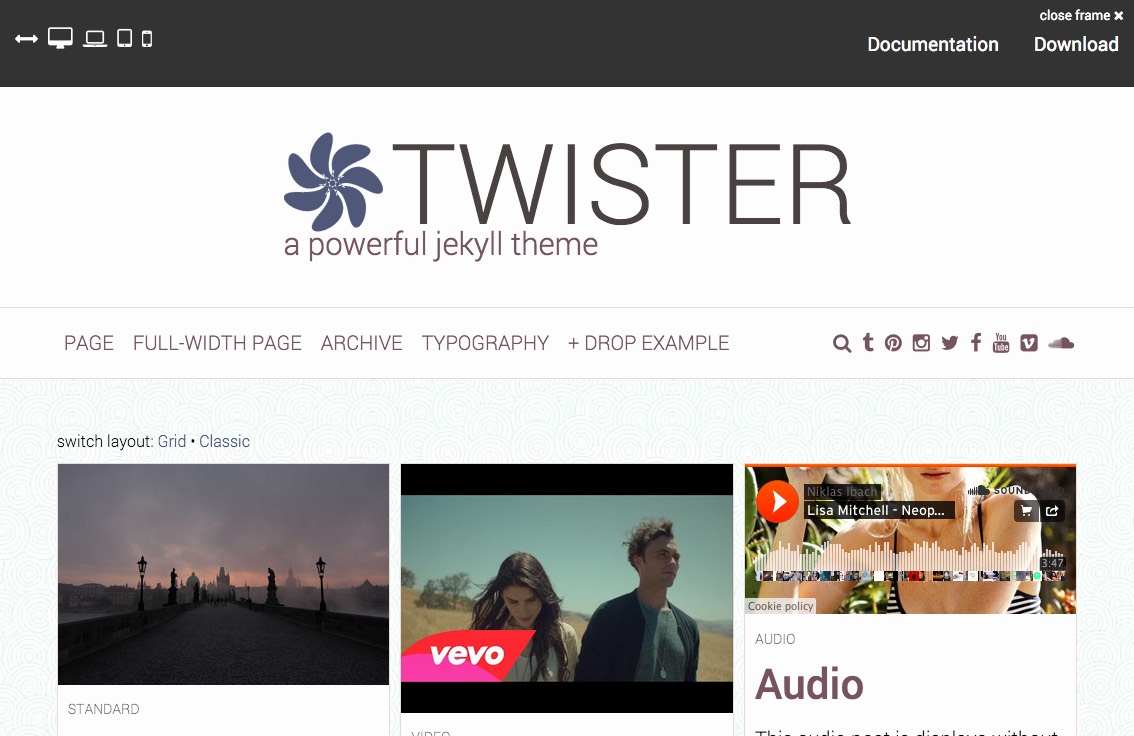 close frame ✖
Documentation Download
TWISTER
a powerful jekyll theme
PAGE FULL-WIDTH PAGE ARCHIVE TYPOGRAPHY + DROP EXAMPLE
You Tube
switch layout: Grid • Classic
vevo
Niklas Ibach
Lisa Mitchell - Neop...
3:47
Cookie policy
AUDIO
Audio
STANDARD
VIDEO
This audio post is displays without